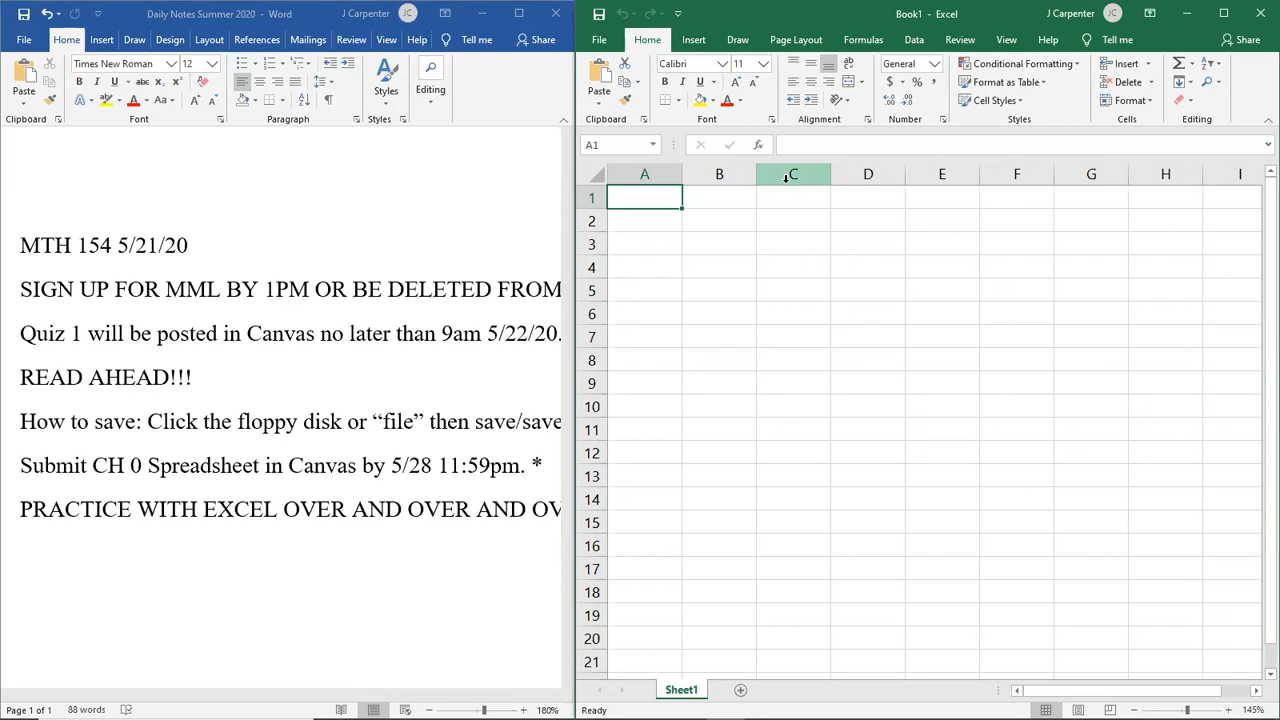 Daily Notes Summer 2020 - Word J Carpenter JC
File Home Insert Draw Design Layout References Mailings Review View Help Tell me Share
Times New Roman 12
Paste B I U abc x₂ x² Styles Editing
A A Aa A A
Clipboard Font Paragraph Styles
MTH 154 5/21/20
SIGN UP FOR MML BY 1PM OR BE DELETED FROM
Quiz 1 will be posted in Canvas no later than 9am 5/22/20.
READ AHEAD!!!
How to save: Click the floppy disk or “file” then save/save
Submit CH 0 Spreadsheet in Canvas by 5/28 11:59pm. *
PRACTICE WITH EXCEL OVER AND OVER AND OV
Page 1 of 1 88 words 180%
Book1 - Excel J Carpenter JC
File Home Insert Draw Page Layout Formulas Data Review View Help Tell me Share
Calibri 11 General Conditional Formatting Insert
Paste B I U A A $ % , Format as Table Delete
A Cell Styles Format
Clipboard Font Alignment Number Styles Cells Editing
A1 fx
A B C D E F G H I
1
2
3
4
5
6
7
8
9
10
11
12
13
14
15
16
17
18
19
20
21
Sheet1
Ready 145%